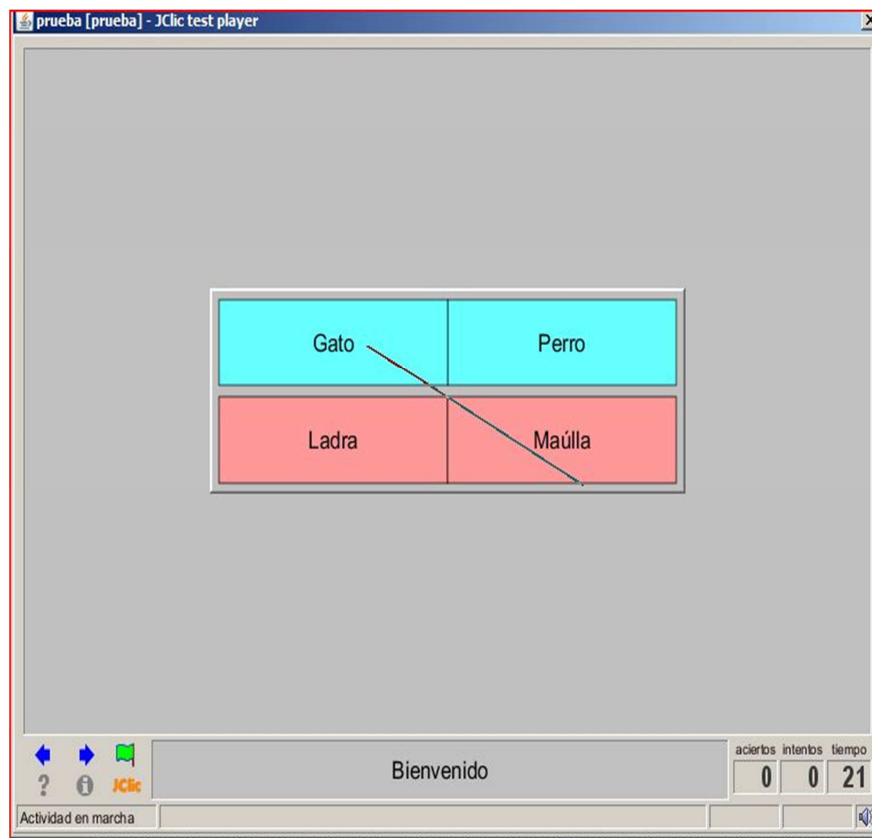 prueba [prueba] - JClic test player
Gato Perro
Ladra Maúlla
aciertos intentos tiempo
Bienvenido
0 0 21
JClic
Actividad en marcha